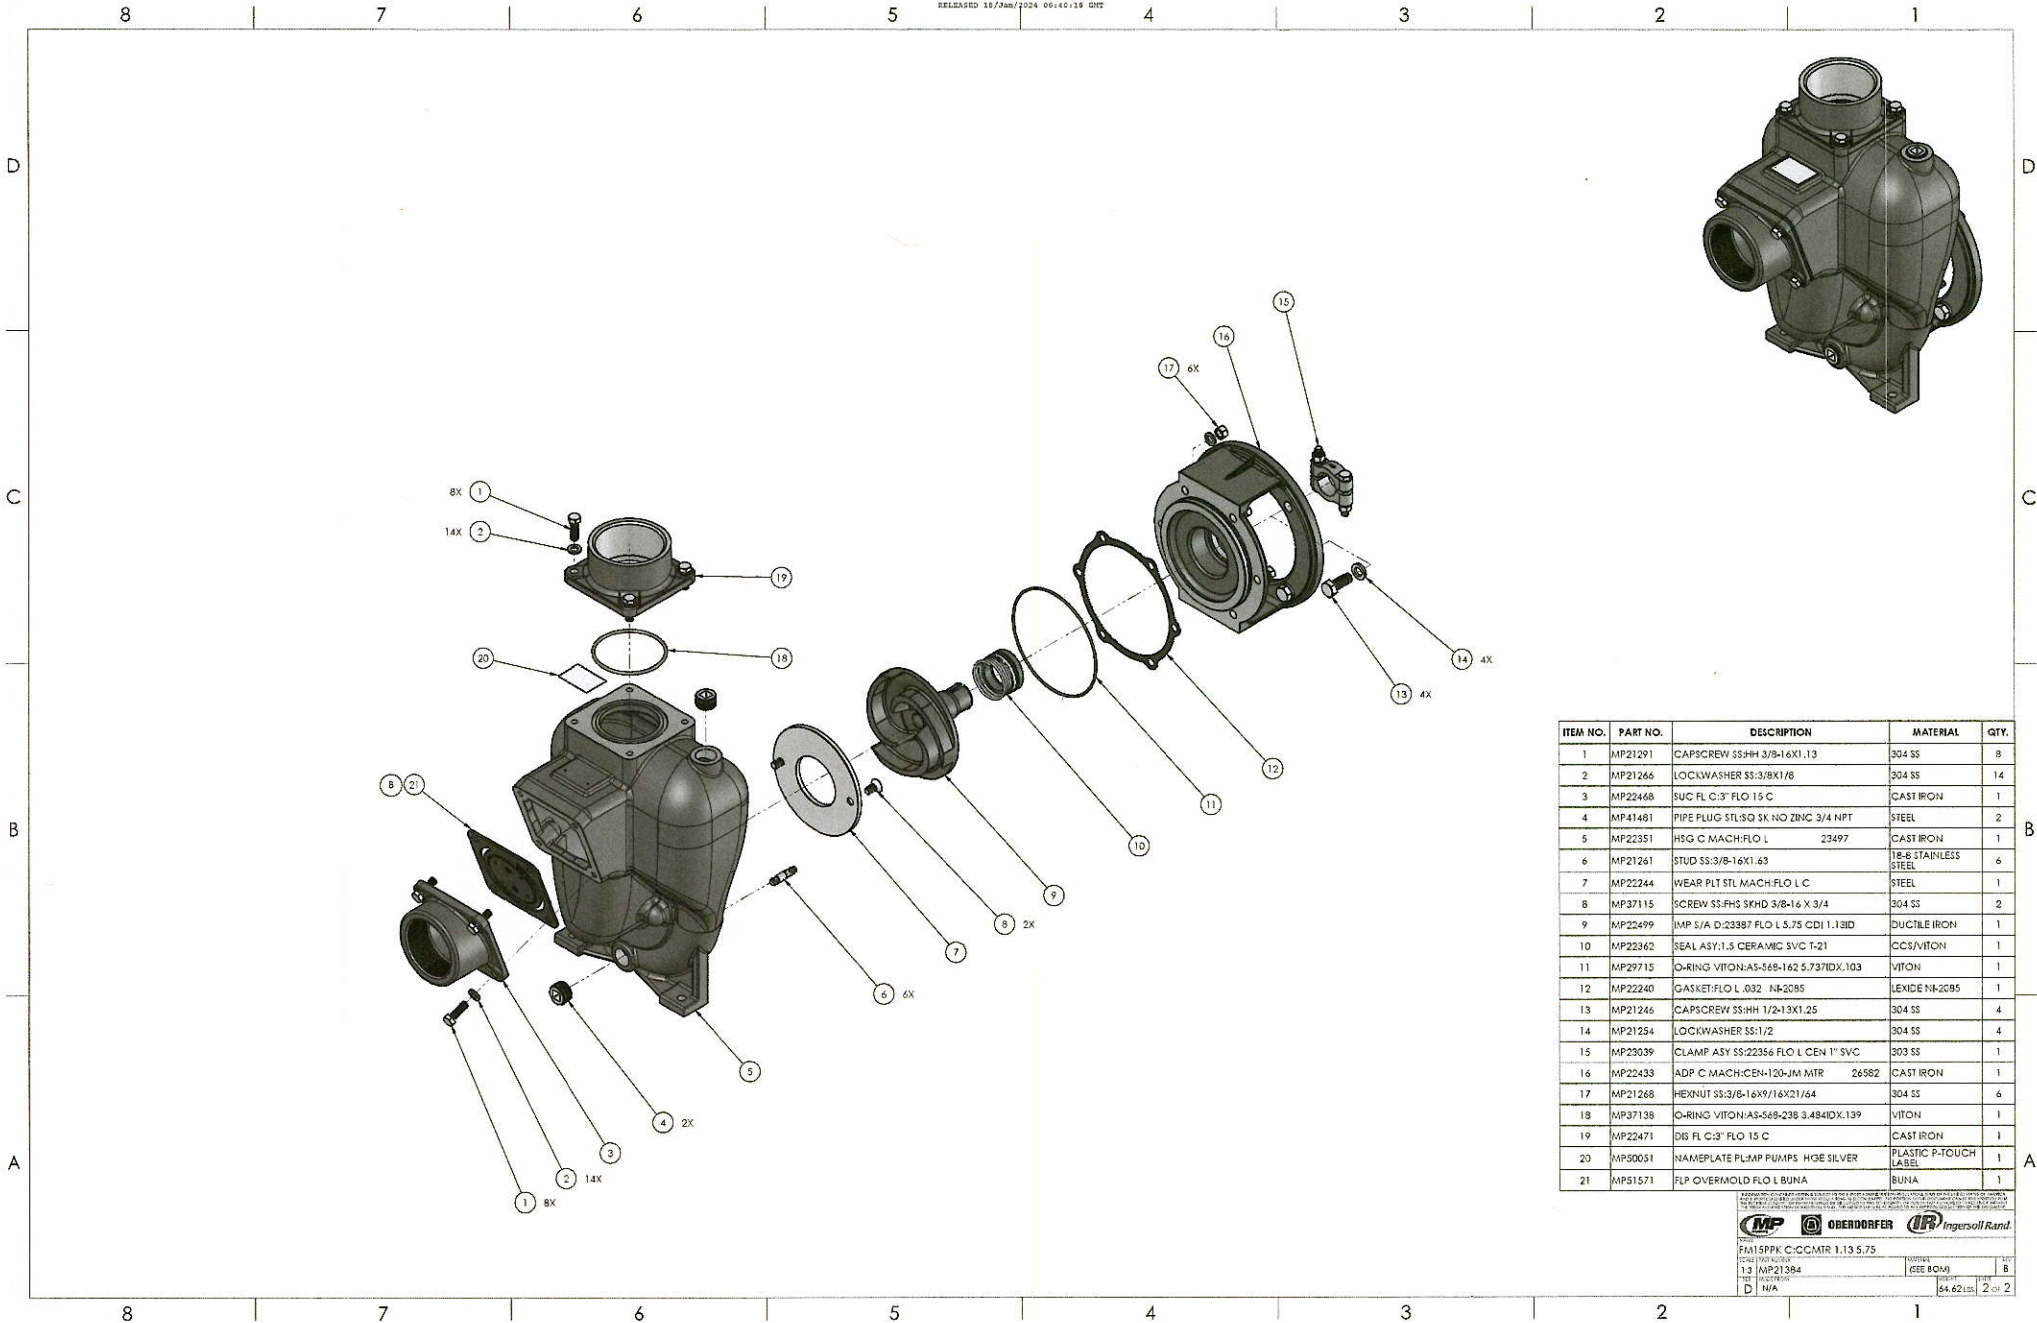 RELEASED 18/Jan/2024 06:40:18 GMT
8 7 6 5 4 3 2 1
D D
C C
B B
A A
15
16
17 6X
8X 1
14X 2
19
18
20
14 4X
13 4X
12
11
10
9
8 2X
7
6 6X
5
4 2X
3
2 14X
1 8X
8 21
ITEM NO. PART NO. DESCRIPTION MATERIAL QTY.
1 MP21291 CAPSCREW SS:HH 3/8-16X1.13 304 SS 8
2 MP21266 LOCKWASHER SS:3/8X1/8 304 SS 14
3 MP22468 SUC FL C:3" FLO 15 C CAST IRON 1
4 MP41481 PIPE PLUG STL:SQ SK NO ZINC 3/4 NPT STEEL 2
5 MP22351 HSG C MACH:FLO L 23497 CAST IRON 1
6 MP21261 STUD SS:3/8-16X1.63 18-8 STAINLESS STEEL 6
7 MP22244 WEAR PLT STL MACH:FLO L C STEEL 1
8 MP37115 SCREW SS:FHS SKHD 3/8-16 X 3/4 304 SS 2
9 MP22499 IMP S/A D:23387 FLO L 5.75 CDI 1.13ID DUCTILE IRON 1
10 MP22362 SEAL ASY:1.5 CERAMIC SVC T-21 CCS/VITON 1
11 MP29715 O-RING VITON:AS-568-162 5.737IDX.103 VITON 1
12 MP22240 GASKET:FLO L .032 NI-2085 LEXIDE NI-2085 1
13 MP21246 CAPSCREW SS:HH 1/2-13X1.25 304 SS 4
14 MP21254 LOCKWASHER SS:1/2 304 SS 4
15 MP23039 CLAMP ASY SS:22356 FLO L CEN 1" SVC 303 SS 1
16 MP22433 ADP C MACH:CEN-120-JM MTR 26582 CAST IRON 1
17 MP21268 HEXNUT SS:3/8-16X9/16X21/64 304 SS 6
18 MP37138 O-RING VITON:AS-568-238 3.484IDX.139 VITON 1
19 MP22471 DIS FL C:3" FLO 15 C CAST IRON 1
20 MP50051 NAMEPLATE PL:MP PUMPS HGE SILVER PLASTIC P-TOUCH LABEL 1
21 MP51571 FLP OVERMOLD FLO L BUNA BUNA 1
MP OBERDORFER IR Ingersoll Rand
FM15PPK C:CCMTR 1.13 5.75
1:3 MP21384 (SEE BOM) B
D N/A 54.62 LBS. 2 OF 2
8 7 6 5 4 3 2 1